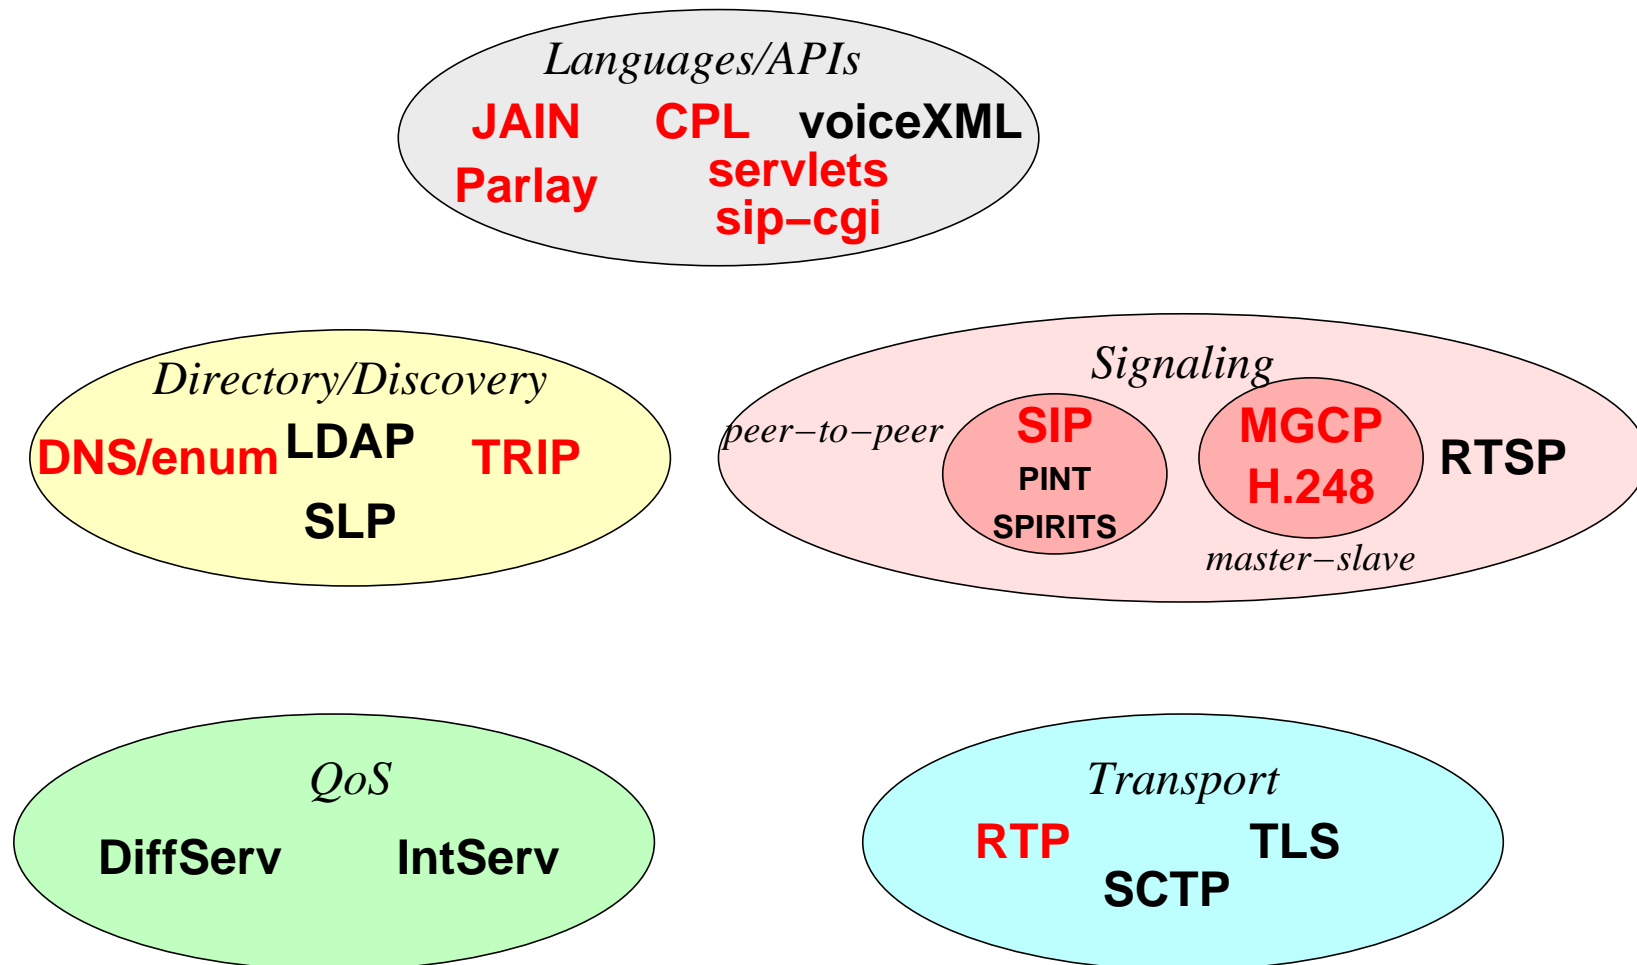 Languages/APIs
JAIN CPL voiceXML
Parlay servlets
sip–cgi
Directory/Discovery
DNS/enum LDAP TRIP
SLP
Signaling
peer–to–peer
SIP
PINT
SPIRITS
MGCP
H.248
RTSP
master–slave
QoS
DiffServ IntServ
Transport
RTP TLS
SCTP